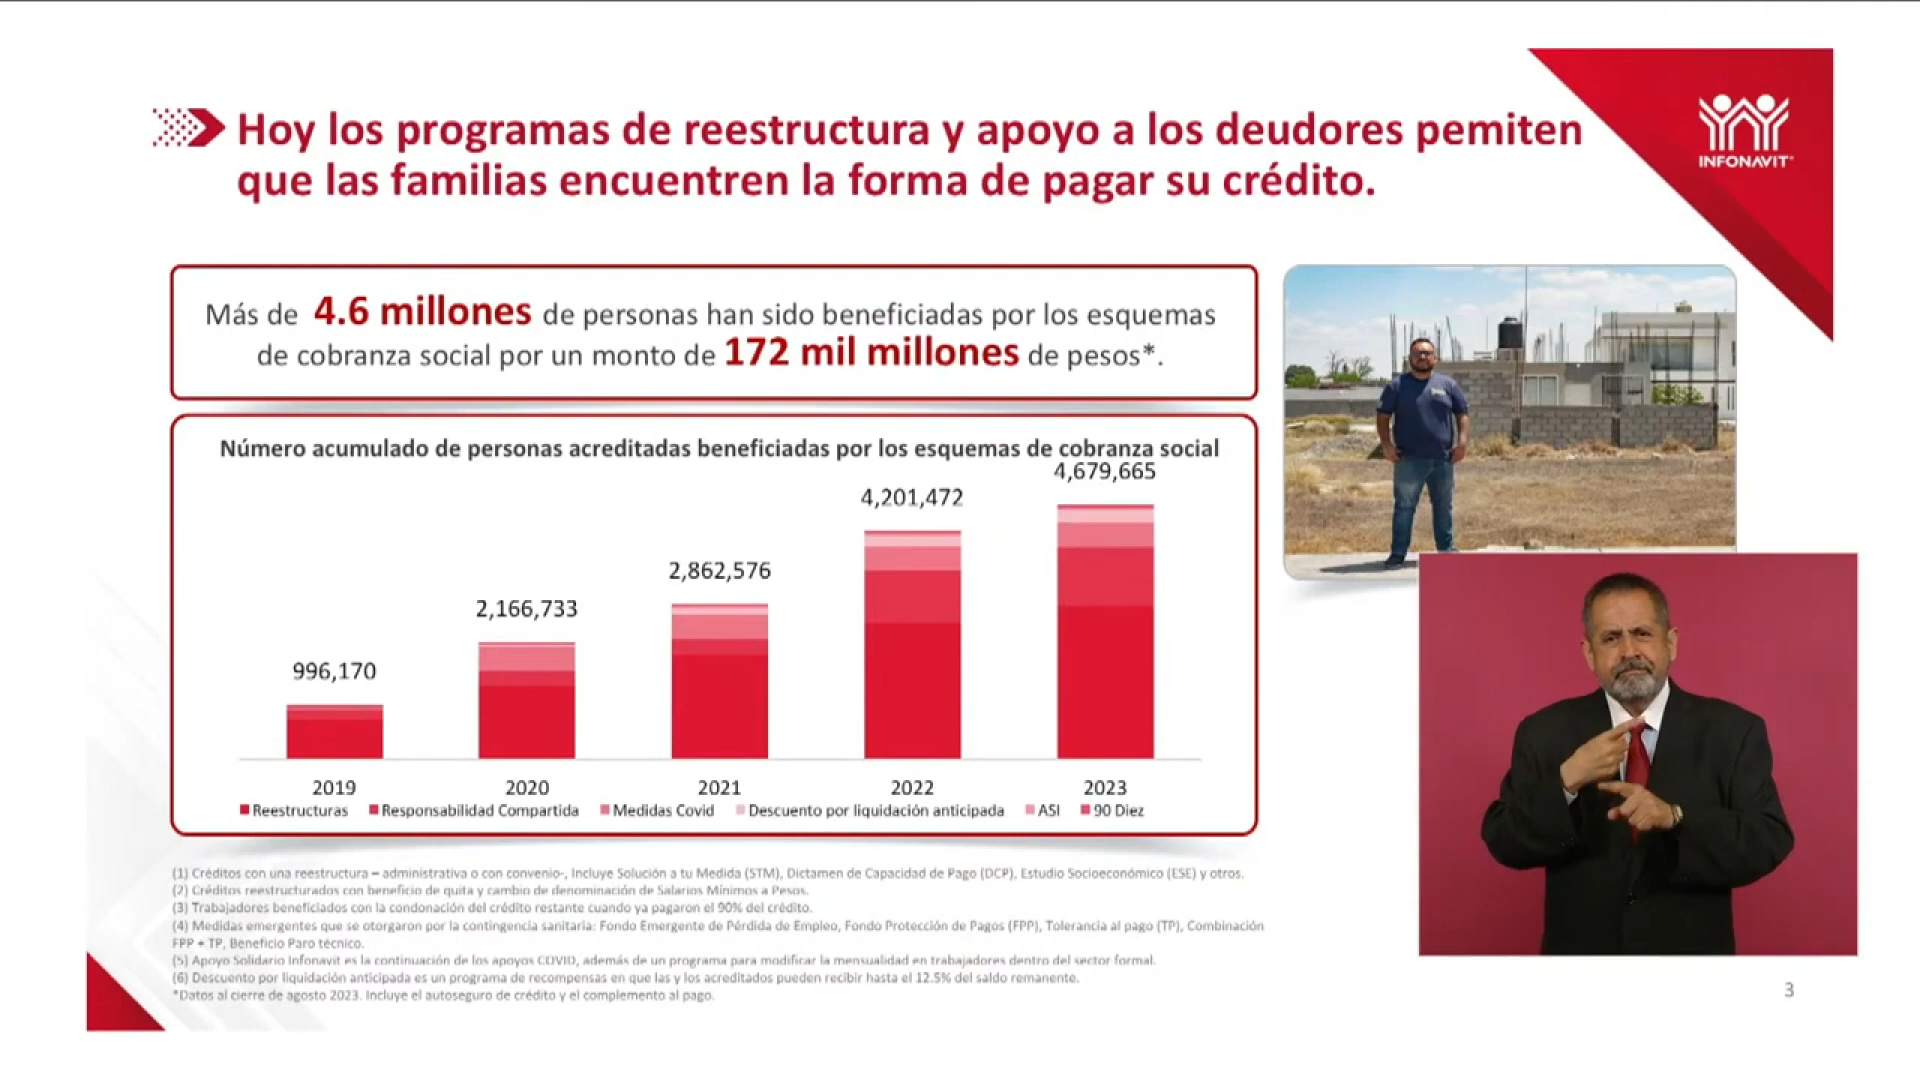 Hoy los programas de reestructura y apoyo a los deudores pemiten
que las familias encuentren la forma de pagar su crédito.
INFONAVIT
Más de 4.6 millones de personas han sido beneficiadas por los esquemas
de cobranza social por un monto de 172 mil millones de pesos*.
Número acumulado de personas acreditadas beneficiadas por los esquemas de cobranza social
4,679,665
4,201,472
2,862,576
2,166,733
996,170
2019 2020 2021 2022 2023
Reestructuras Responsabilidad Compartida Medidas Covid Descuento por liquidación anticipada ASI 90 Diez
(1) Créditos con una reestructura – administrativa o con convenio-, Incluye Solución a tu Medida (STM), Dictamen de Capacidad de Pago (DCP), Estudio Socioeconómico (ESE) y otros.
(2) Créditos reestructurados con beneficio de quita y cambio de denominación de Salarios Mínimos a Pesos.
(3) Trabajadores beneficiados con la condonación del crédito restante cuando ya pagaron el 90% del crédito.
(4) Medidas emergentes que se otorgaron por la contingencia sanitaria: Fondo Emergente de Pérdida de Empleo, Fondo Protección de Pagos (FPP), Tolerancia al pago (TP), Combinación
FPP + TP, Beneficio Paro técnico.
(5) Apoyo Solidario Infonavit es la continuación de los apoyos COVID, además de un programa para modificar la mensualidad en trabajadores dentro del sector formal.
(6) Descuento por liquidación anticipada es un programa de recompensas en que las y los acreditados pueden recibir hasta el 12.5% del saldo remanente.
*Datos al cierre de agosto 2023. Incluye el autoseguro de crédito y el complemento al pago.
3